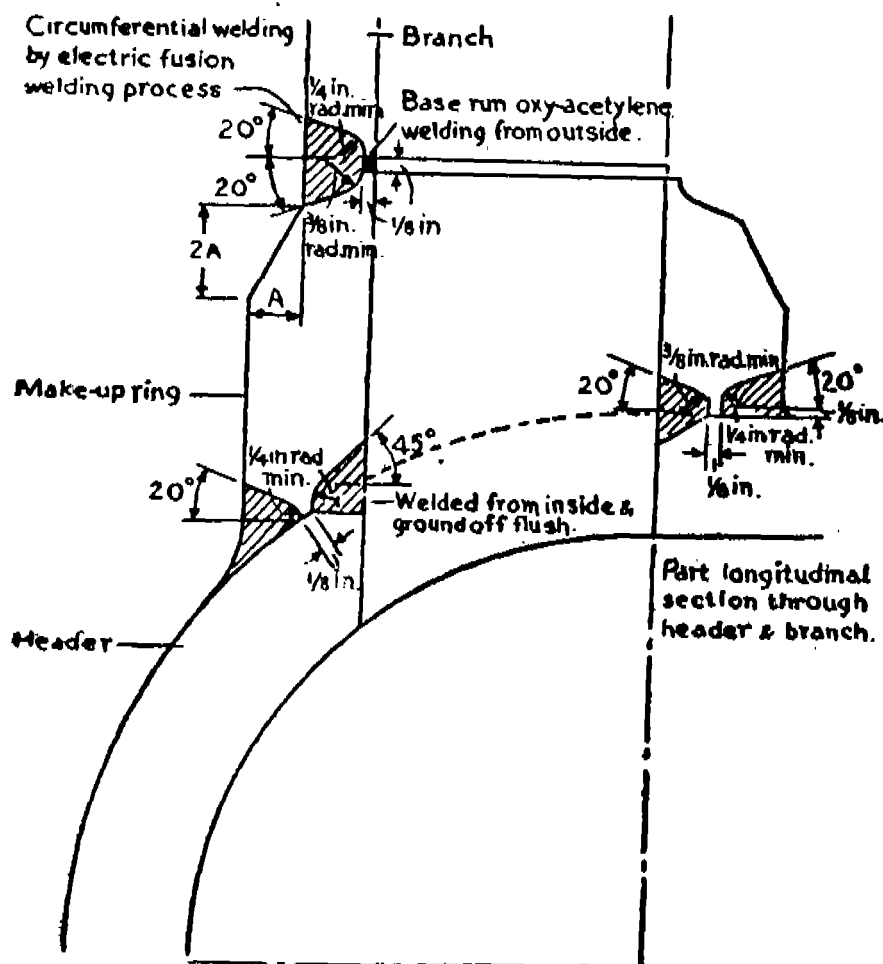 Circumferential welding
by electric fusion
welding process
Branch
1/4 in.
rad.min.
Base run oxy-acetylene
welding from outside.
20°
20°
3/8 in.
rad.min.
1/8 in
2A
A
Make-up ring
3/8 in. rad. min
20°
20°
1/8 in.
1/4 in rad.
min.
1/8 in.
45°
1/4 in rad
min.
20°
Welded from inside &
ground off flush.
1/8 in.
Header
Part longitudinal
section through
header & branch.